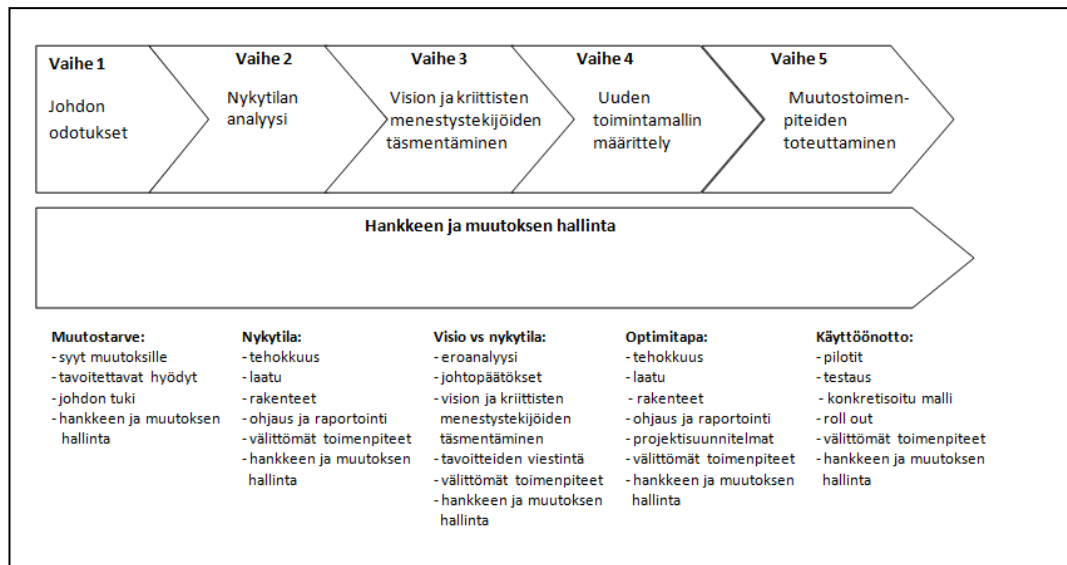 Vaihe 1
Johdon
odotukset
Vaihe 2
Nykytilan
analyysi
Vaihe 3
Vision ja kriittisten
menestystekijöiden
täsmentäminen
Vaihe 4
Uuden
toimintamallin
määrittely
Vaihe 5
Muutostoimen-
piteiden
toteuttaminen
Hankkeen ja muutoksen hallinta
Muutostarve:
- syyt muutoksille
- tavoitettavat hyödyt
- johdon tuki
- hankkeen ja muutoksen
hallinta
Nykytila:
- tehokkuus
- laatu
- rakenteet
- ohjaus ja raportointi
- välittömät toimenpiteet
- hankkeen ja muutoksen
hallinta
Visio vs nykytila:
- eroanalyysi
- johtopäätökset
- vision ja kriittisten
menestystekijöiden
täsmentäminen
- tavoitteiden viestintä
- välittömät toimenpiteet
- hankkeen ja muutoksen
hallinta
Optimitapa:
- tehokkuus
- laatu
- rakenteet
- ohjaus ja raportointi
- projektisuunnitelmat
- välittömät toimenpiteet
- hankkeen ja muutoksen
hallinta
Käyttöönotto:
- pilotit
- testaus
- konkretisoitu malli
- roll out
- välittömät toimenpiteet
- hankkeen ja muutoksen
hallinta